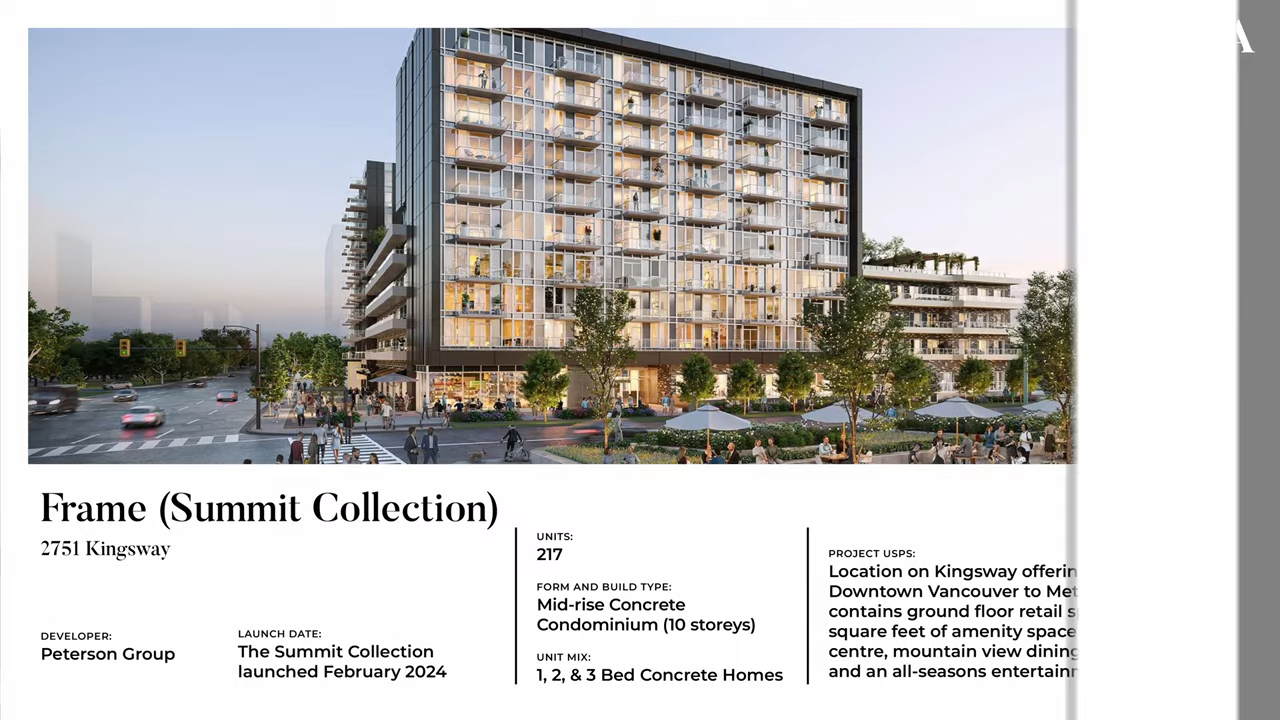 Frame (Summit Collection)
2751 Kingsway
DEVELOPER:
Peterson Group
LAUNCH DATE:
The Summit Collection
launched February 2024
UNITS:
217
FORM AND BUILD TYPE:
Mid-rise Concrete
Condominium (10 storeys)
UNIT MIX:
1, 2, & 3 Bed Concrete Homes
PROJECT USPS:
Location on Kingsway
Downtown Vancouver to
contains ground floor retail
square feet of amenity space
centre, mountain view dining
and an all-seasons